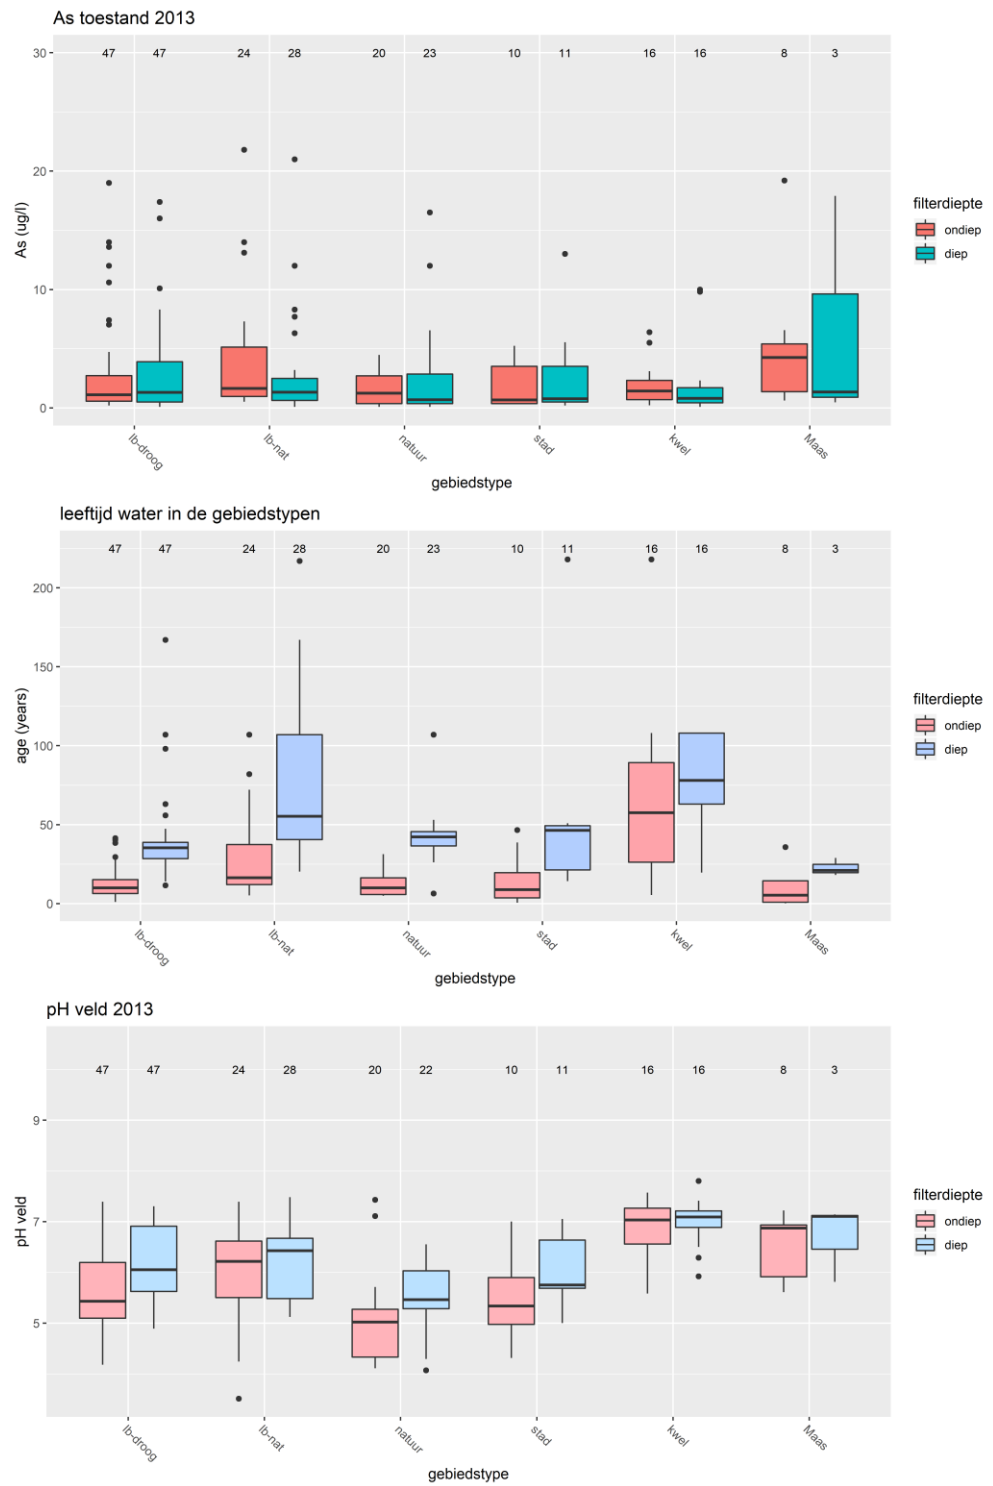 As toestand 2013
30
20
10
0
As (ug/l)
47 47 24 28 20 23 10 11 16 16 8 3
lb-droog lb-nat natuur stad kwel Maas
gebiedstype
filterdiepte
ondiep
diep
leeftijd water in de gebiedstypen
200
150
100
50
0
age (years)
47 47 24 28 20 23 10 11 16 16 8 3
lb-droog lb-nat natuur stad kwel Maas
gebiedstype
filterdiepte
ondiep
diep
pH veld 2013
9
7
5
pH veld
47 47 24 28 20 22 10 11 16 16 8 3
lb-droog lb-nat natuur stad kwel Maas
gebiedstype
filterdiepte
ondiep
diep